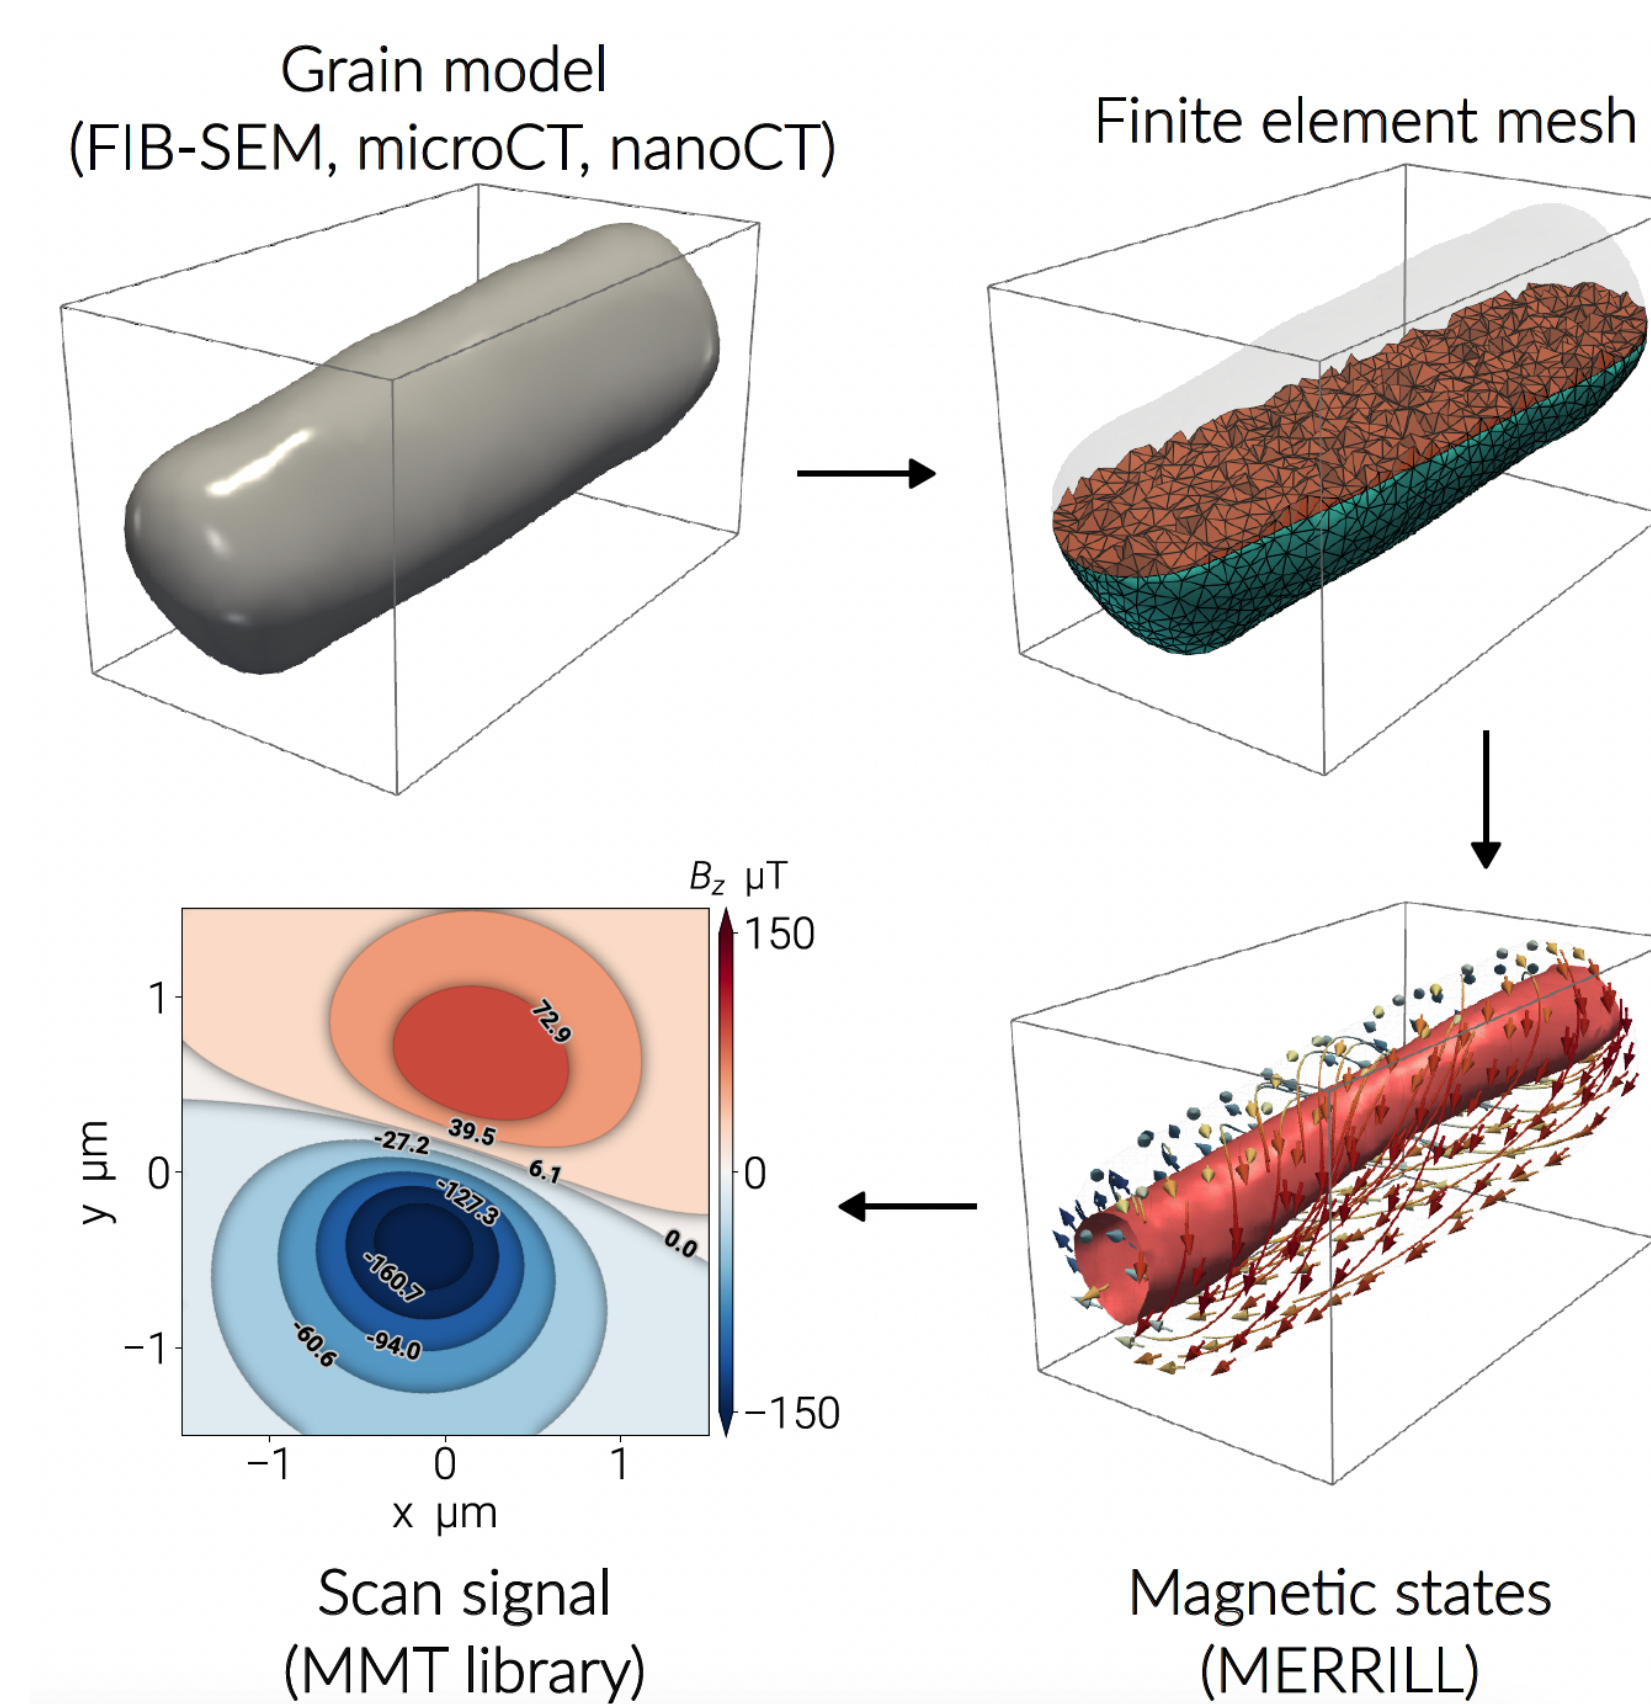 Grain model
(FIB-SEM, microCT, nanoCT)
Finite element mesh
B_z µT
150
0
−150
1
0
−1
y µm
−1
0
1
x µm
72.9
39.5
-27.2
6.1
-127.3
0.0
-160.7
-94.0
-60.6
Scan signal
(MMT library)
Magnetic states
(MERRILL)